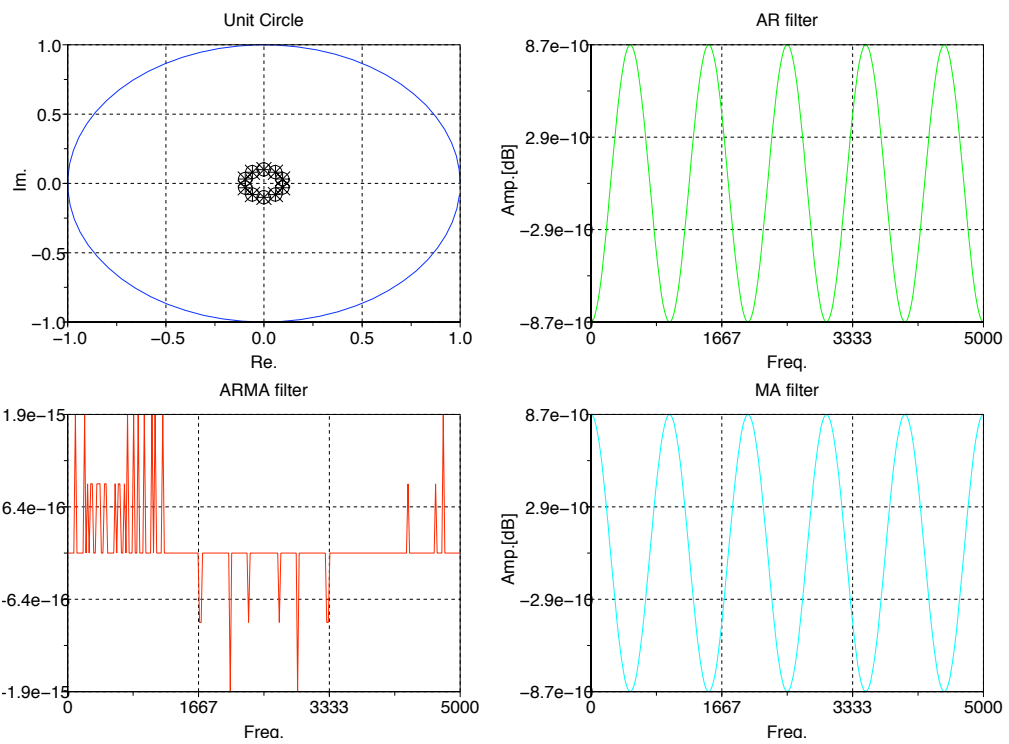 Unit Circle
1.0
0.5
0.0
−0.5
−1.0
Im.
−1.0
−0.5
0.0
0.5
1.0
Re.
AR filter
8.7e−10
2.9e−10
−2.9e−10
−8.7e−10
Amp.[dB]
0
1667
3333
5000
Freq.
ARMA filter
1.9e−15
6.4e−16
-6.4e−16
-1.9e−15
0
1667
3333
5000
Freq.
MA filter
8.7e−10
2.9e−10
−2.9e−10
−8.7e−10
Amp.[dB]
0
1667
3333
5000
Freq.